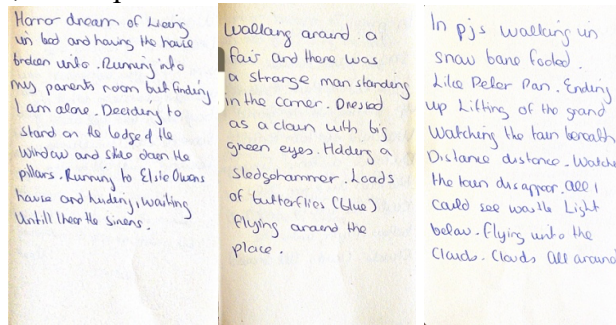 Horror dream of Lieing
in bed and having the house
broken into. Running into
my parents room but finding
I am alone. Deciding to
stand on the ledge of the
window and slide down the
pillars. Running to Elsie Owens
house and hiding, waiting
Untill I hear the sirens.
Walking around a
fair and there was
a strange man standing
in the corner. Dressed
as a clown with big
green eyes. Holding a
sledgehammer. Loads
of butterflies (blue)
flying around the
place.
In pjs walking in
snow bare footed.
Like Peter Pan. Ending
up Lifting of the ground
Watching the town beneath
Distance distance. Watche
the town disappear. All I
could see was the Light
below. flying into the
Clouds. Clouds All around